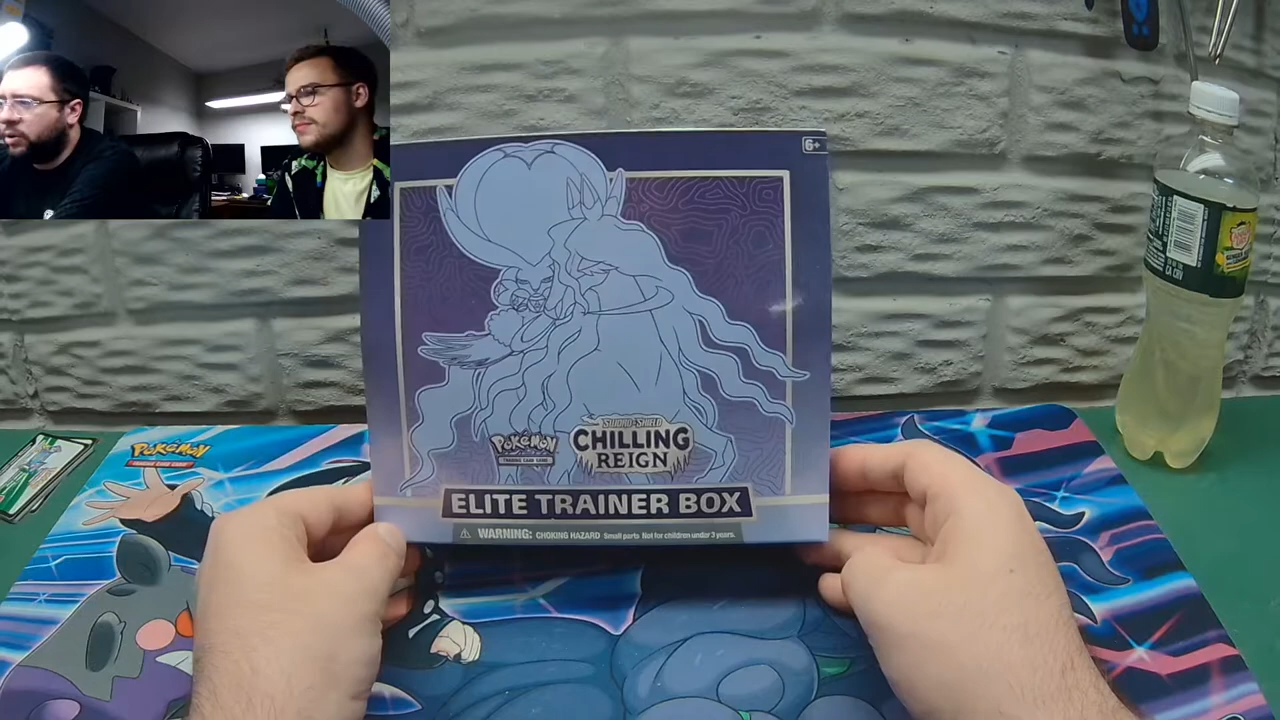 6+
Pokémon
TRADING CARD GAME
SWORD & SHIELD
CHILLING
REIGN
ELITE TRAINER BOX
WARNING: CHOKING HAZARD Small parts Not for children under 3 years.
Pokémon
TRADING CARD GAME